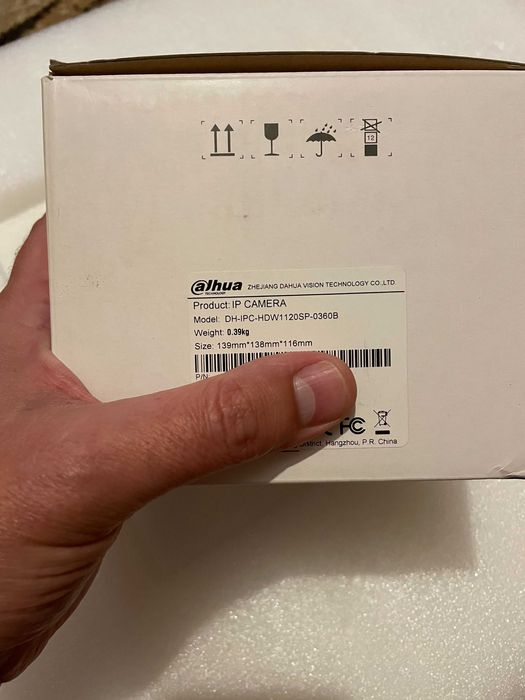 12
alhua
TECHNOLOGY
ZHEJIANG DAHUA VISION TECHNOLOGY CO.,LTD.
Product: IP CAMERA
Model: DH-IPC-HDW1120SP-0360B
Weight: 0.39kg
Size: 139mm*138mm*116mm
P/N
FC
District, Hangzhou, P.R. China